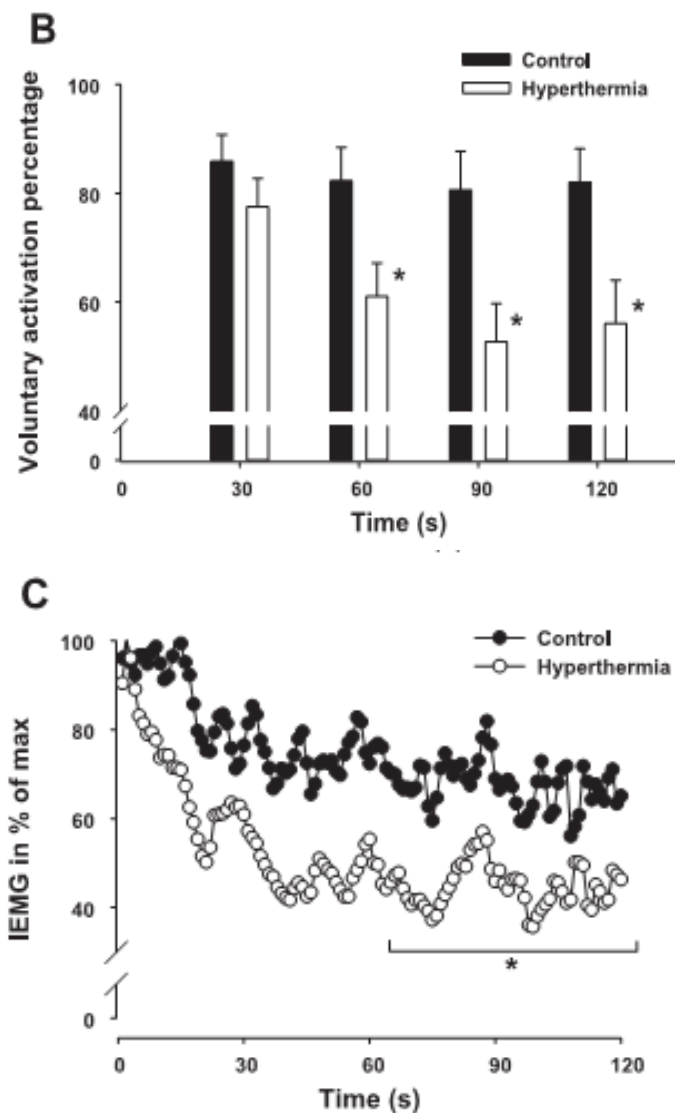 B
Control
Hyperthermia
Voluntary activation percentage
100
80
60
40
0
*
*
*
0 30 60 90 120
Time (s)
C
Control
Hyperthermia
IEMG in % of max
100
80
60
40
0
*
0 30 60 90 120
Time (s)